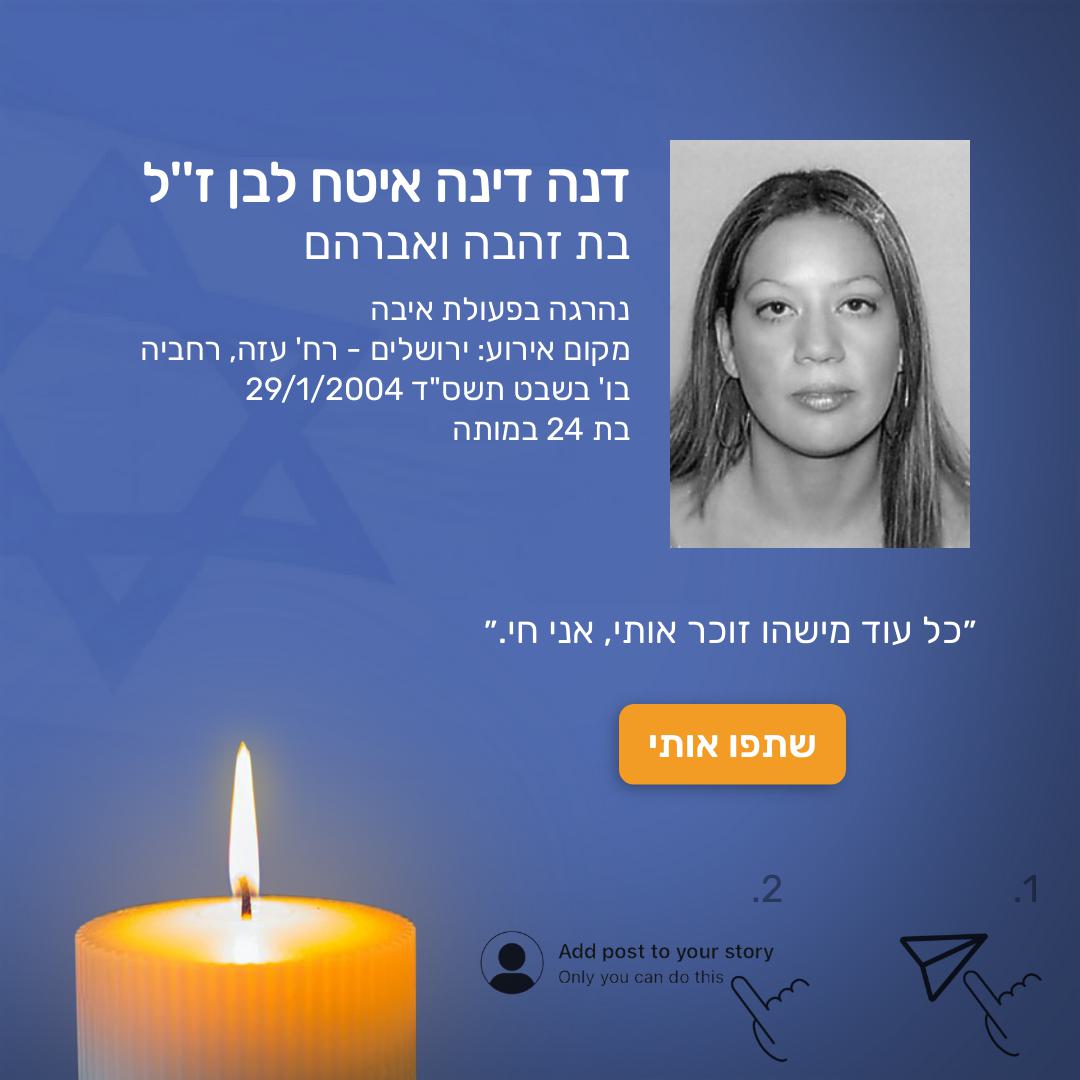 דנה דינה איטח לבן ז"ל
בת זהבה ואברהם
נהרגה בפעולת איבה
מקום אירוע: ירושלים - רח' עזה, רחביה
בו' בשבט תשס"ד 29/1/2004
בת 24 במותה
״כל עוד מישהו זוכר אותי, אני חי.״
שתפו אותי
1.
2.
Add post to your story
Only you can do this